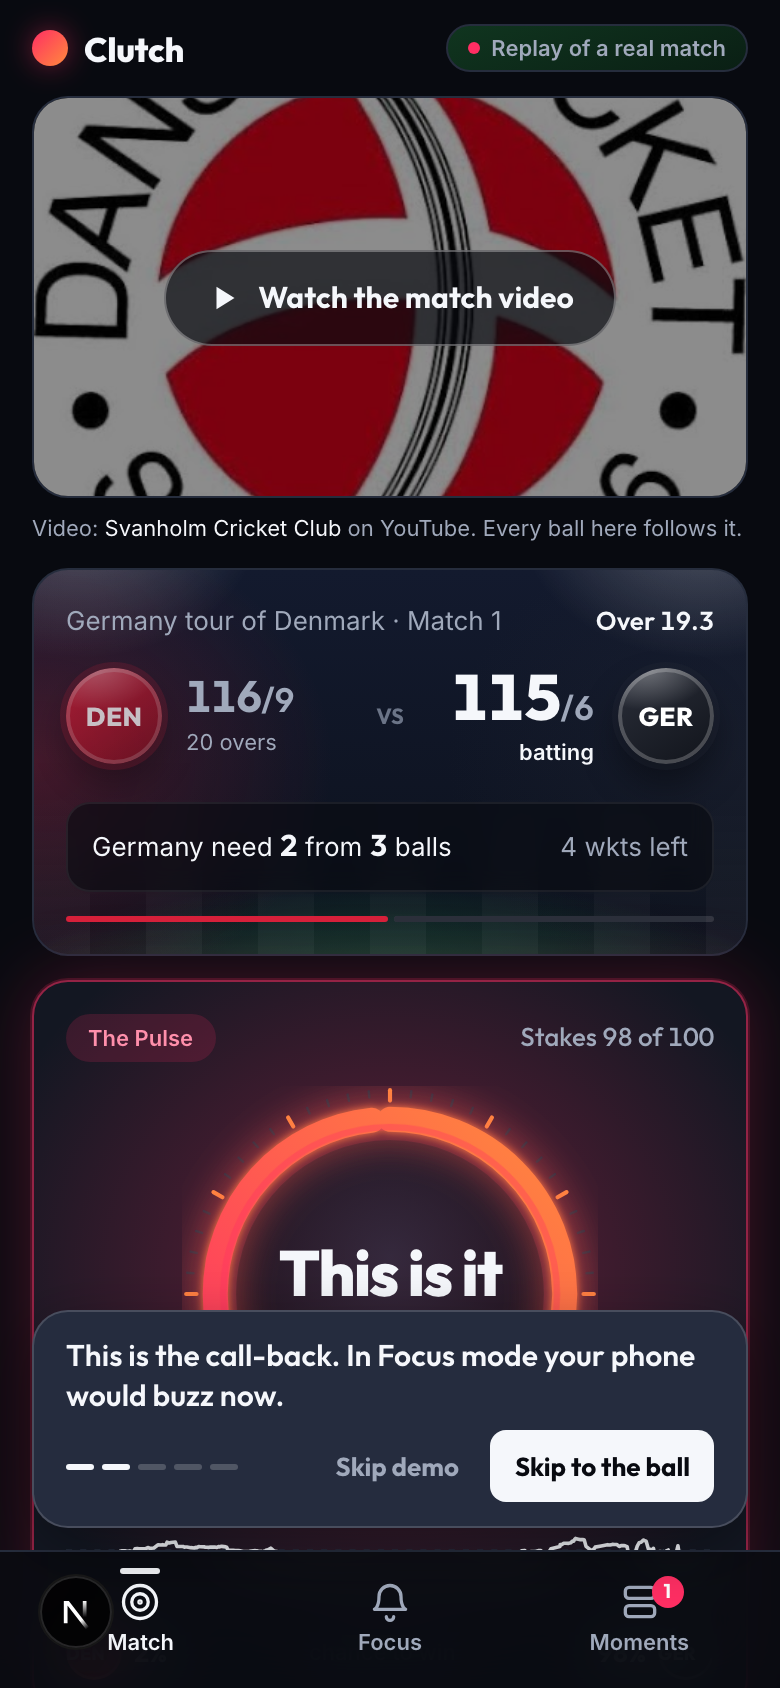 Clutch
Replay of a real match
DANS
CKET
Watch the match video
Video: Svanholm Cricket Club on YouTube. Every ball here follows it.
Germany tour of Denmark · Match 1
Over 19.3
DEN
116/9
20 overs
VS
115/6
batting
GER
Germany need 2 from 3 balls
4 wkts left
The Pulse
Stakes 98 of 100
This is it
This is the call-back. In Focus mode your phone
would buzz now.
Skip demo
Skip to the ball
N
Match
Focus
Moments
1